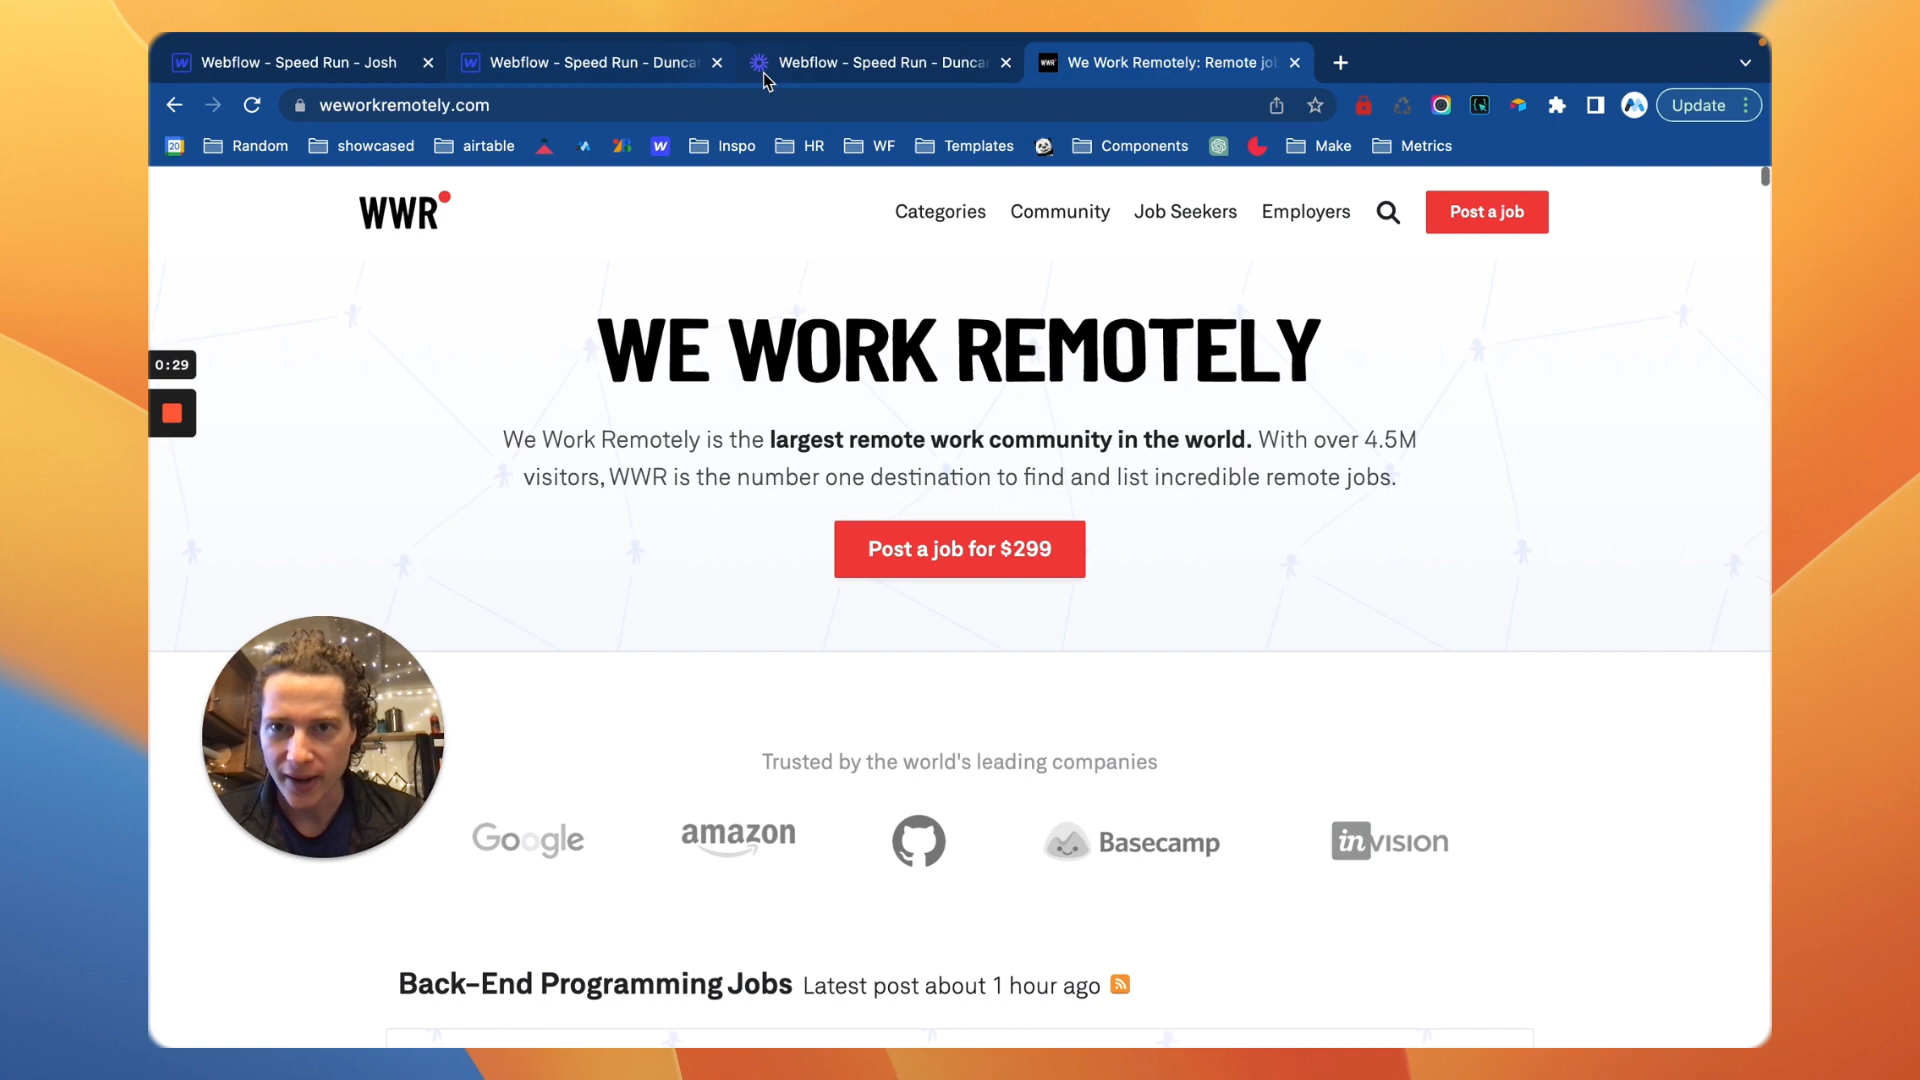 Webflow - Speed Run - Josh
Webflow - Speed Run - Dunca
Webflow - Speed Run - Dunca
WWR
We Work Remotely: Remote jo
weworkremotely.com
Update
20
Random
showcased
airtable
Inspo
HR
WF
Templates
Components
Make
Metrics
WWR
Categories
Community
Job Seekers
Employers
Post a job
WE WORK REMOTELY
0:29
We Work Remotely is the largest remote work community in the world. With over 4.5M
visitors, WWR is the number one destination to find and list incredible remote jobs.
Post a job for $299
Trusted by the world's leading companies
Google
amazon
Basecamp
inVISION
Back-End Programming Jobs Latest post about 1 hour ago